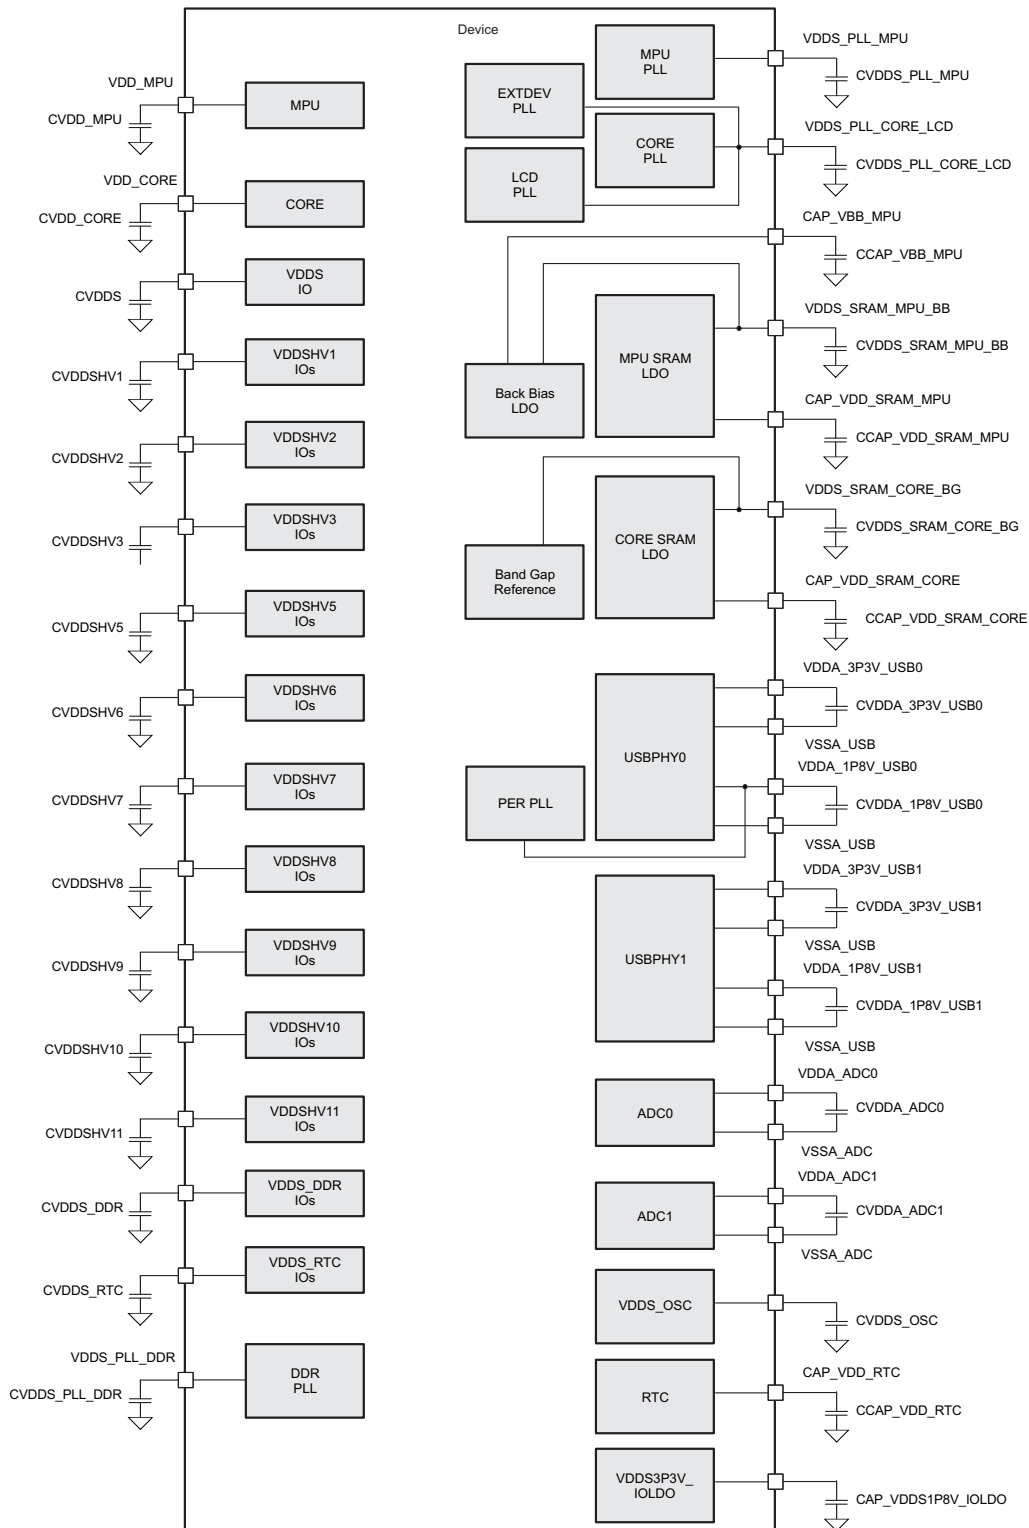 Device
VDD_MPU
CVDD_MPU
MPU
VDD_CORE
CVDD_CORE
CORE
CVDDS
VDDS
IO
CVDDSHV1
VDDSHV1
IOs
CVDDSHV2
VDDSHV2
IOs
CVDDSHV3
VDDSHV3
IOs
CVDDSHV5
VDDSHV5
IOs
CVDDSHV6
VDDSHV6
IOs
CVDDSHV7
VDDSHV7
IOs
CVDDSHV8
VDDSHV8
IOs
CVDDSHV9
VDDSHV9
IOs
CVDDSHV10
VDDSHV10
IOs
CVDDSHV11
VDDSHV11
IOs
CVDDS_DDR
VDDS_DDR
IOs
CVDDS_RTC
VDDS_RTC
IOs
VDDS_PLL_DDR
CVDDS_PLL_DDR
DDR
PLL
MPU
PLL
VDDS_PLL_MPU
CVDDS_PLL_MPU
EXTDEV
PLL
CORE
PLL
LCD
PLL
VDDS_PLL_CORE_LCD
CVDDS_PLL_CORE_LCD
CAP_VBB_MPU
CCAP_VBB_MPU
MPU SRAM
LDO
Back Bias
LDO
VDDS_SRAM_MPU_BB
CVDDS_SRAM_MPU_BB
CAP_VDD_SRAM_MPU
CCAP_VDD_SRAM_MPU
CORE SRAM
LDO
Band Gap
Reference
VDDS_SRAM_CORE_BG
CVDDS_SRAM_CORE_BG
CAP_VDD_SRAM_CORE
CCAP_VDD_SRAM_CORE
USBPHY0
PER PLL
VDDA_3P3V_USB0
CVDDA_3P3V_USB0
VSSA_USB
VDDA_1P8V_USB0
CVDDA_1P8V_USB0
VSSA_USB
USBPHY1
VDDA_3P3V_USB1
CVDDA_3P3V_USB1
VSSA_USB
VDDA_1P8V_USB1
CVDDA_1P8V_USB1
VSSA_USB
ADC0
VDDA_ADC0
CVDDA_ADC0
VSSA_ADC
ADC1
VDDA_ADC1
CVDDA_ADC1
VSSA_ADC
VDDS_OSC
CVDDS_OSC
RTC
CAP_VDD_RTC
CCAP_VDD_RTC
VDDS3P3V_
IOLDO
CAP_VDDS1P8V_IOLDO